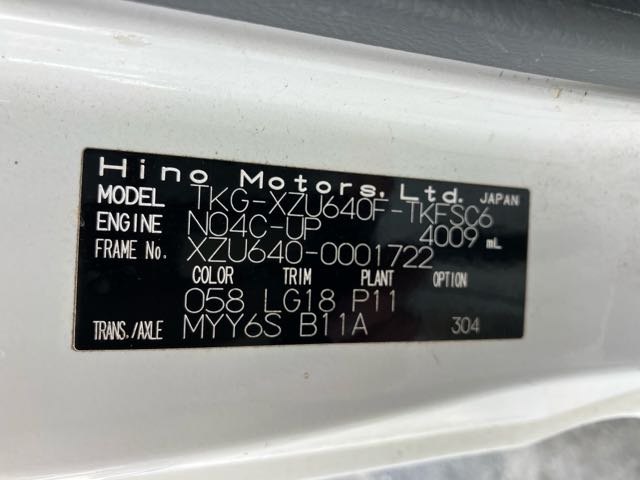 Hino Motors,Ltd. JAPAN
MODEL TKG-XZU640F-TKFSC6
ENGINE N04C-UP 4009 mL
FRAME No. XZU640-0001722
COLOR TRIM PLANT OPTION
058 LG18 P11
TRANS./AXLE MYY6S B11A 304